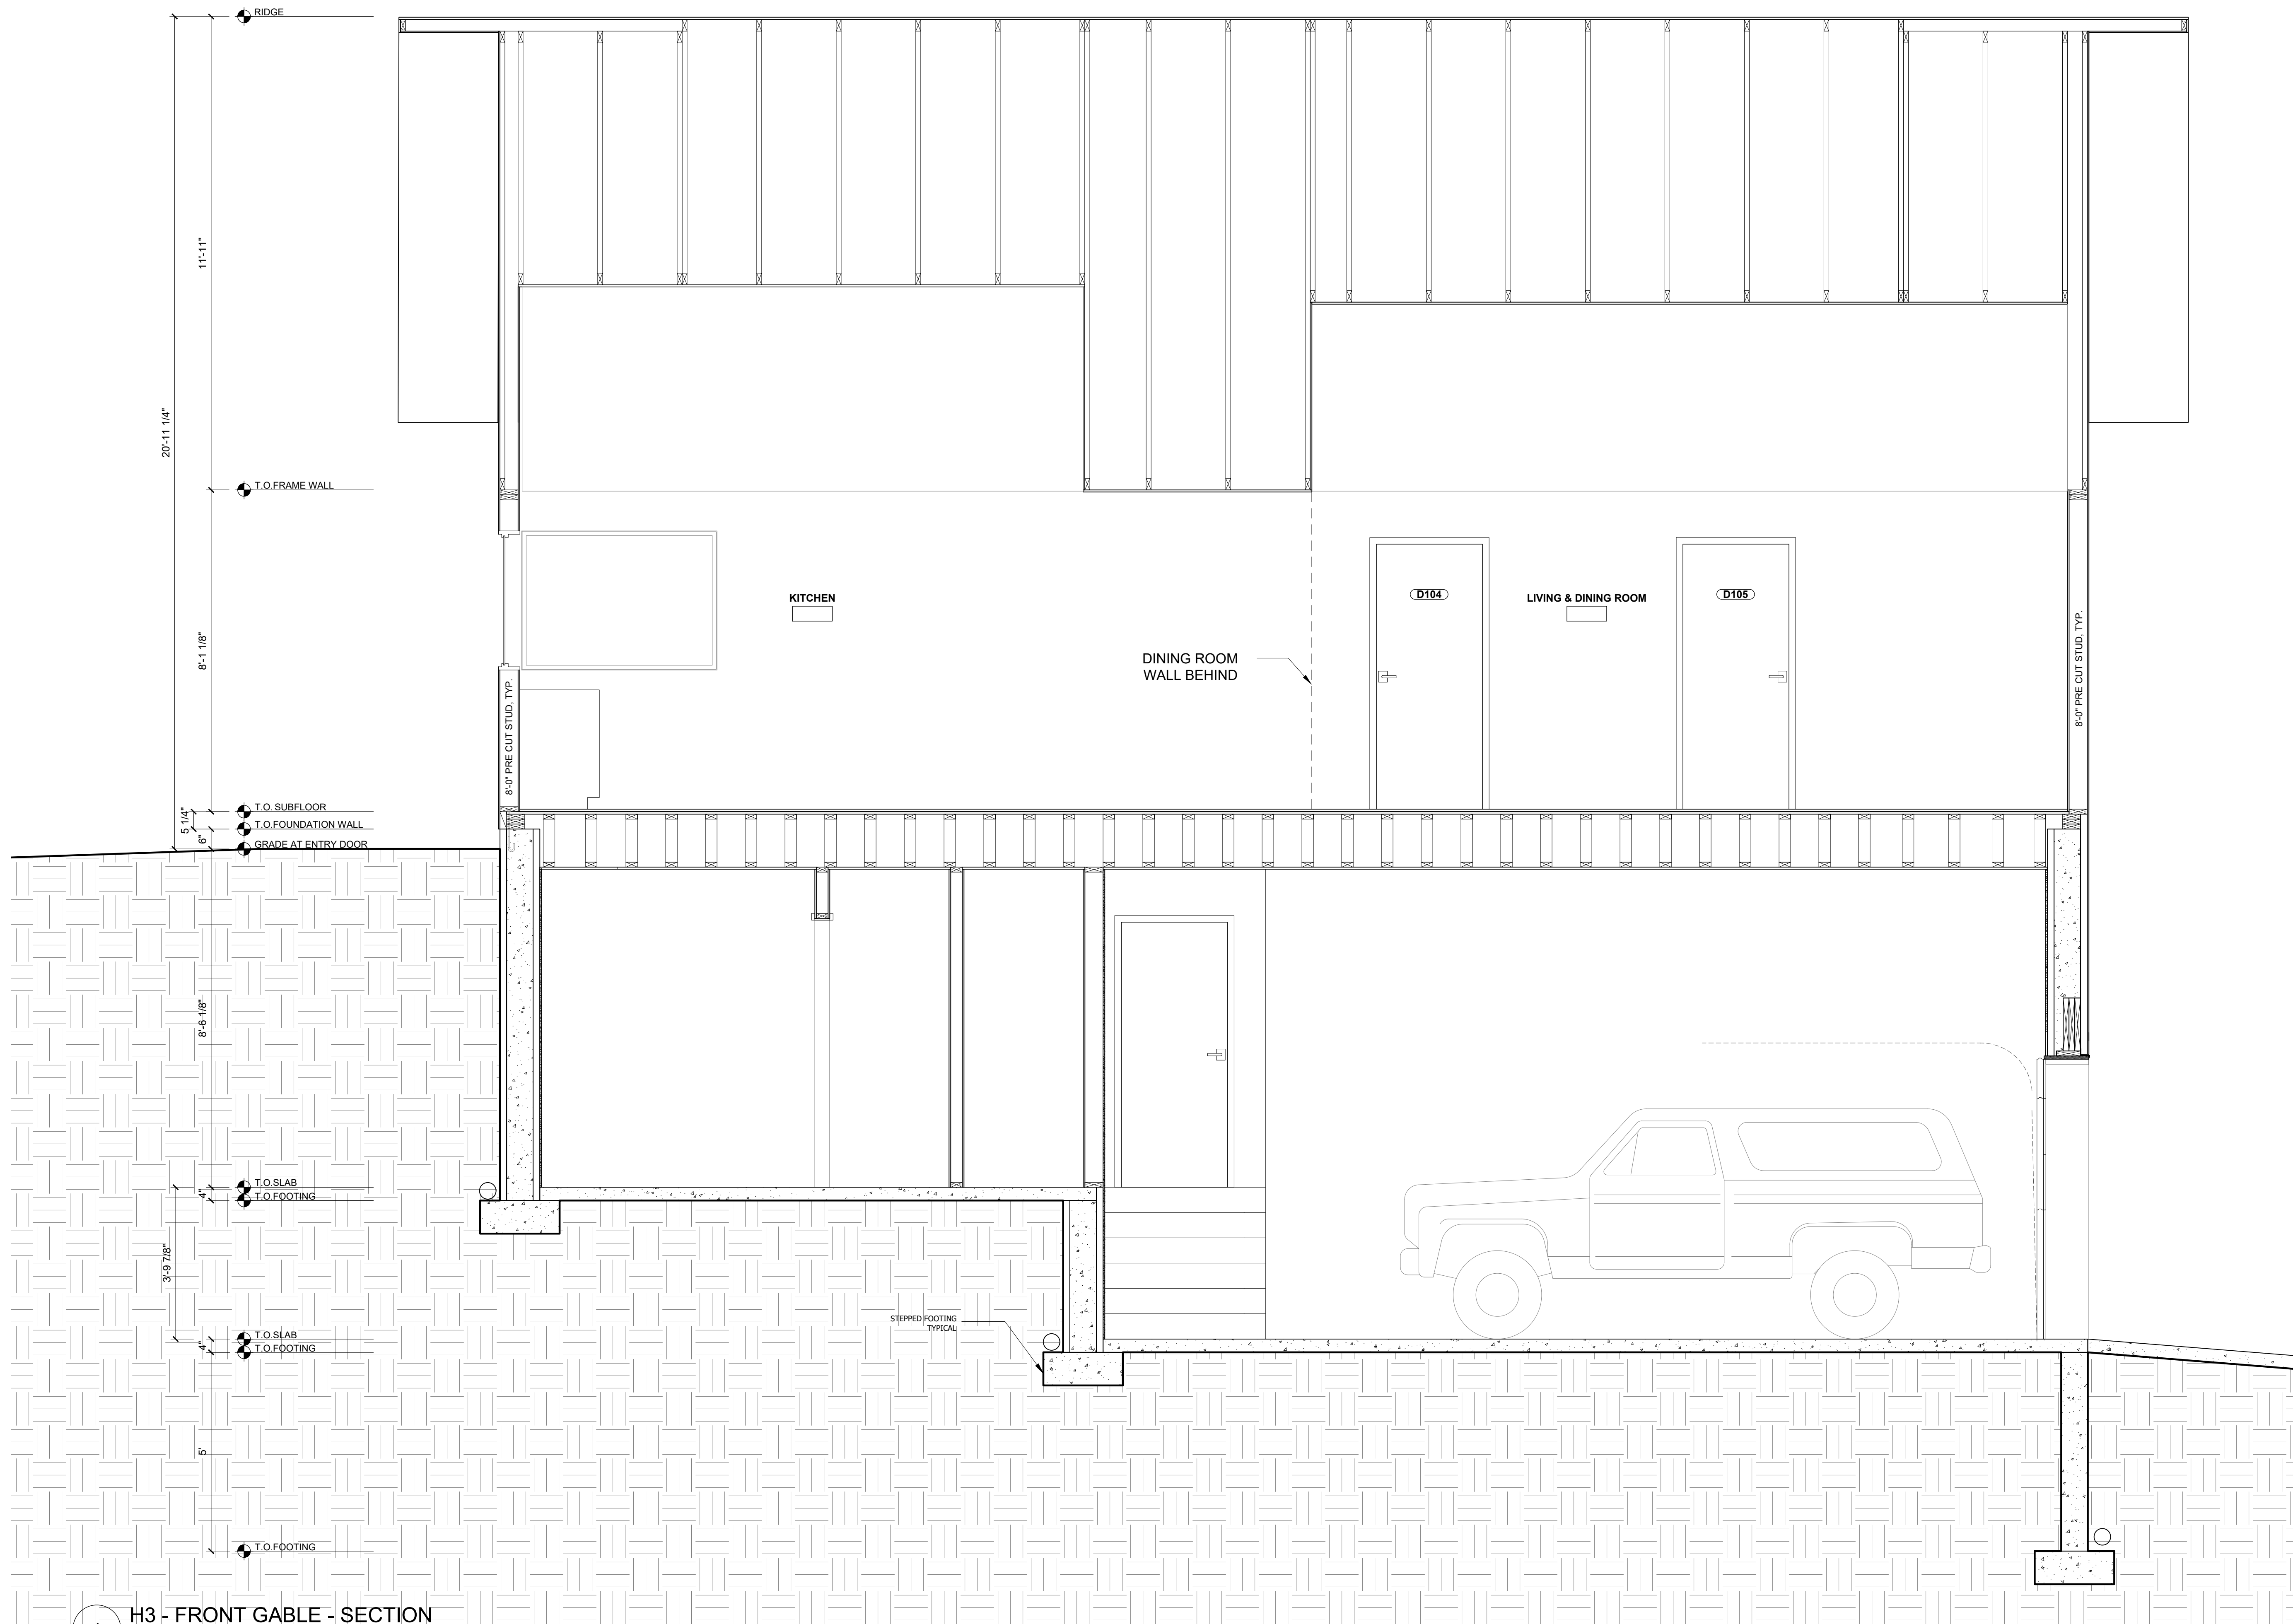 RIDGE
11'-11"
20'-11 1/4"
T.O.FRAME WALL
KITCHEN
D104
LIVING & DINING ROOM
D105
8'-1 1/8"
DINING ROOM
WALL BEHIND
8'-0" PRE CUT STUD, TYP.
8'-0" PRE CUT STUD, TYP.
T.O. SUBFLOOR
5 1/4"
T.O.FOUNDATION WALL
6"
GRADE AT ENTRY DOOR
8'-6 1/8"
T.O.SLAB
4"
T.O.FOOTING
3'-9 7/8"
STEPPED FOOTING
TYPICAL
T.O.SLAB
4"
T.O.FOOTING
5'
T.O.FOOTING
H3 - FRONT GABLE - SECTION